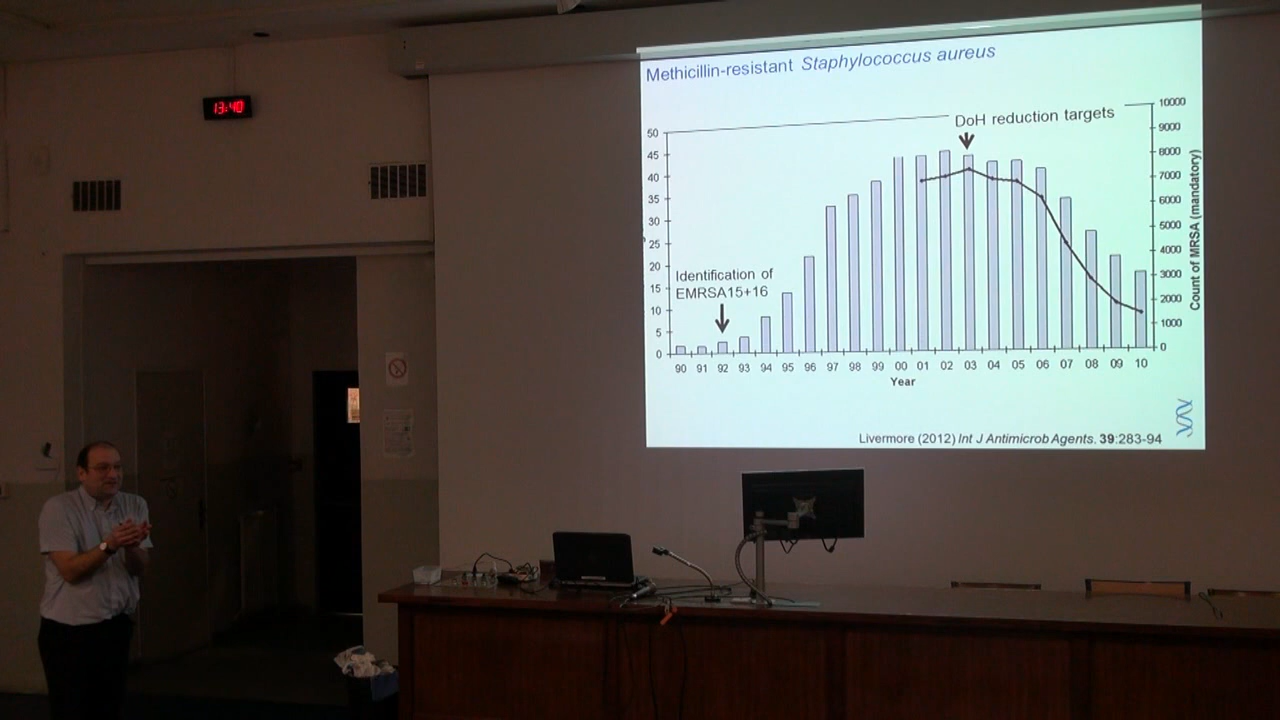 13:40
Methicillin-resistant Staphylococcus aureus
DoH reduction targets
Identification of
EMRSA15+16
50
45
40
35
30
25
20
15
10
5
0
10000
9000
8000
7000
6000
5000
4000
3000
2000
1000
0
Count of MRSA (mandatory)
90 91 92 93 94 95 96 97 98 99 00 01 02 03 04 05 06 07 08 09 10
Year
Livermore (2012) Int J Antimicrob Agents. 39:283-94